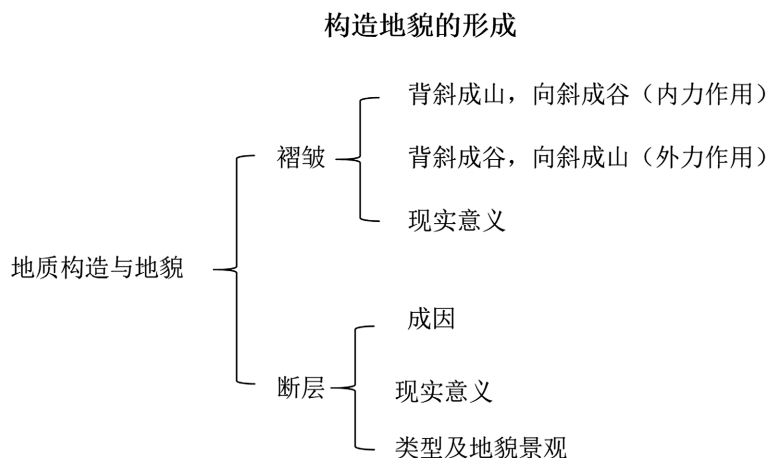 构造地貌的形成
背斜成山，向斜成谷（内力作用）
褶皱
背斜成谷，向斜成山（外力作用）
现实意义
地质构造与地貌
成因
断层
现实意义
类型及地貌景观